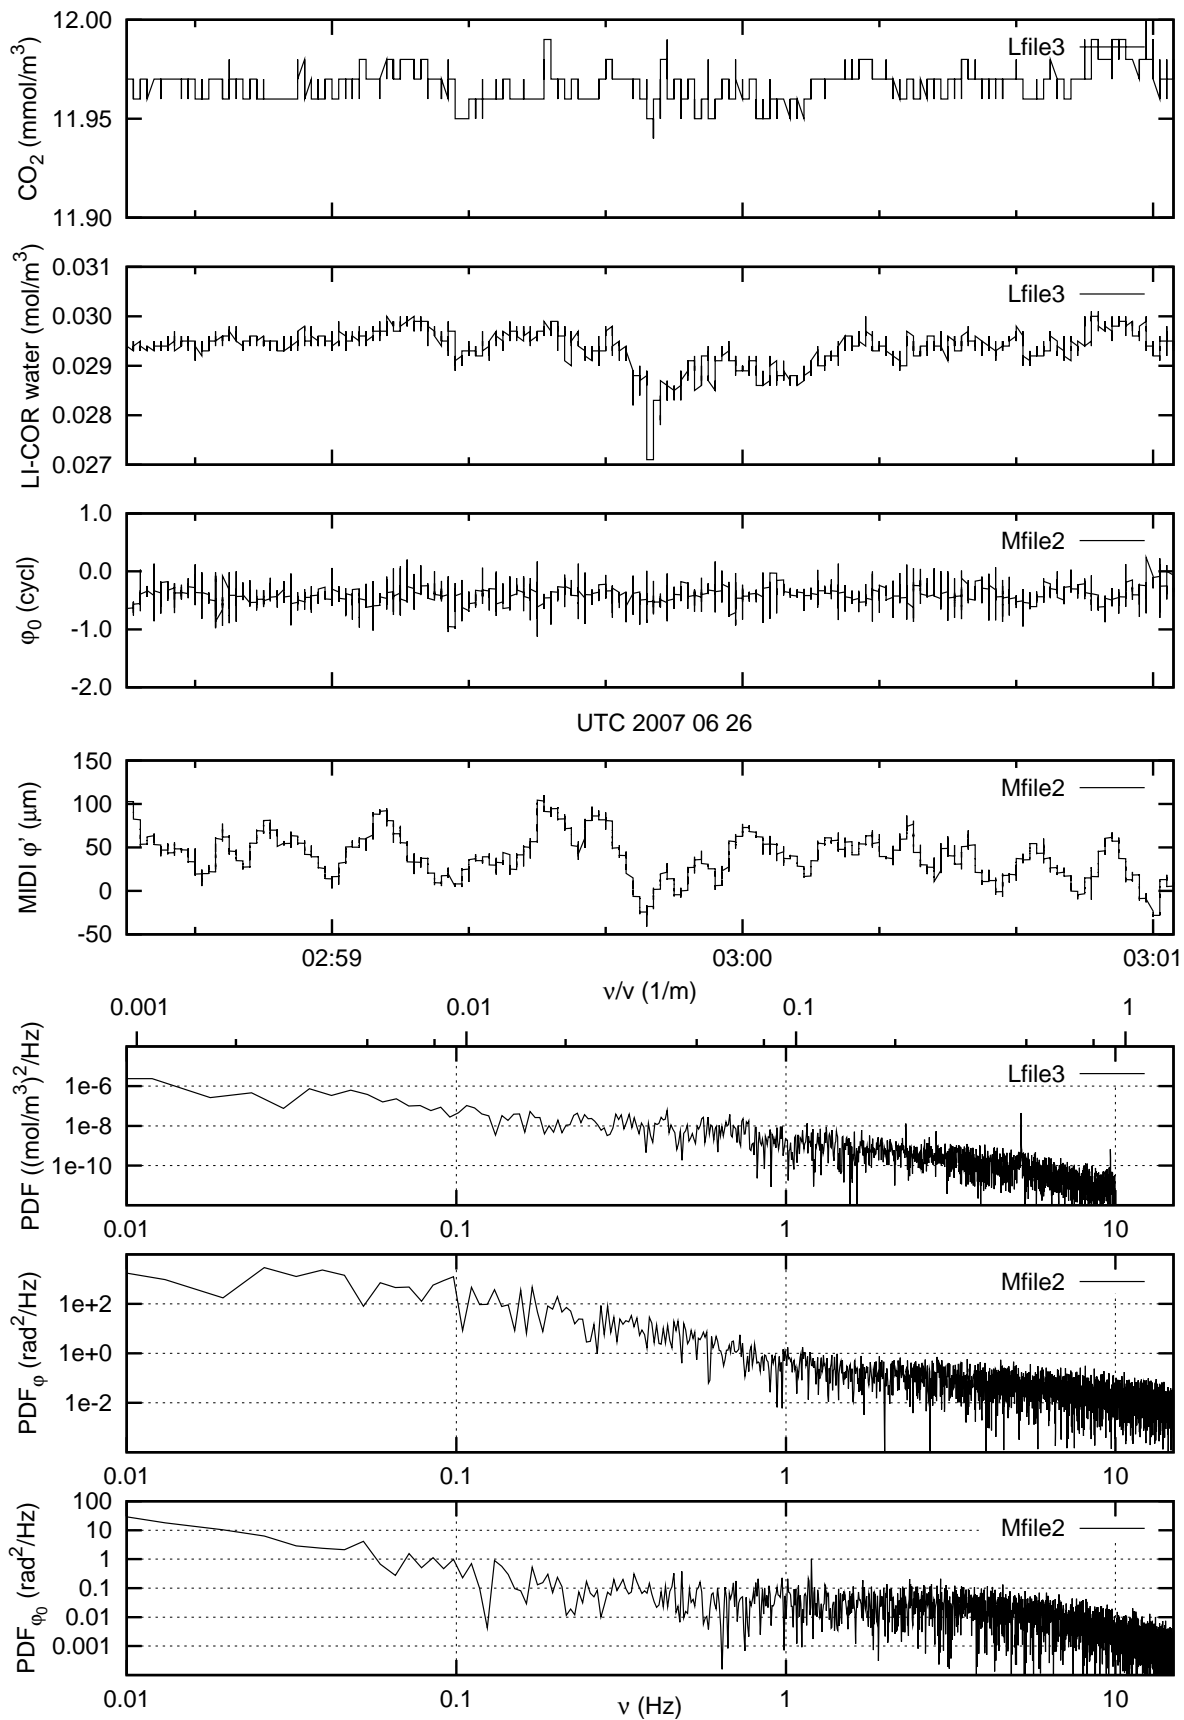 12.00
11.95
11.90
CO2 (mmol/m3)
Lfile3
0.031
0.030
0.029
0.028
0.027
LI-COR water (mol/m3)
Lfile3
1.0
0.0
-1.0
-2.0
φ0 (cycl)
Mfile2
UTC 2007 06 26
150
100
50
0
-50
MIDI φ' (μm)
Mfile2
02:59 03:00 03:01
ν/v (1/m)
0.001 0.01 0.1 1
1e-6
1e-8
1e-10
PDF ((mol/m3)2/Hz)
Lfile3
0.01 0.1 1 10
1e+2
1e+0
1e-2
PDFφ (rad2/Hz)
Mfile2
0.01 0.1 1 10
100
10
1
0.1
0.01
0.001
PDFφ0 (rad2/Hz)
Mfile2
0.01 0.1 1 10
ν (Hz)